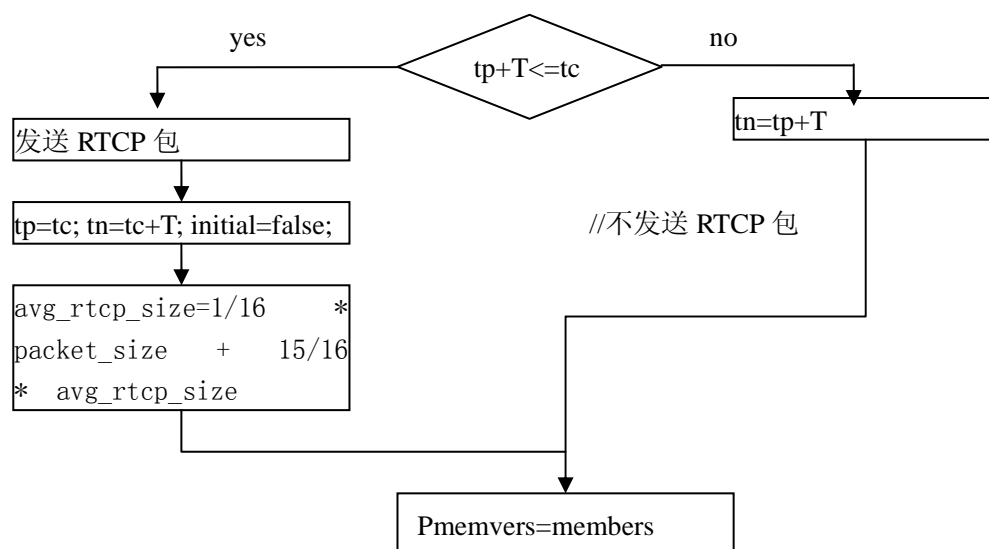 yes
no
tp+T<=tc
发送 RTCP 包
tn=tp+T
tp=tc; tn=tc+T; initial=false;
//不发送 RTCP 包
avg_rtcp_size=1/16 *
packet_size + 15/16
* avg_rtcp_size
Pmemvers=members